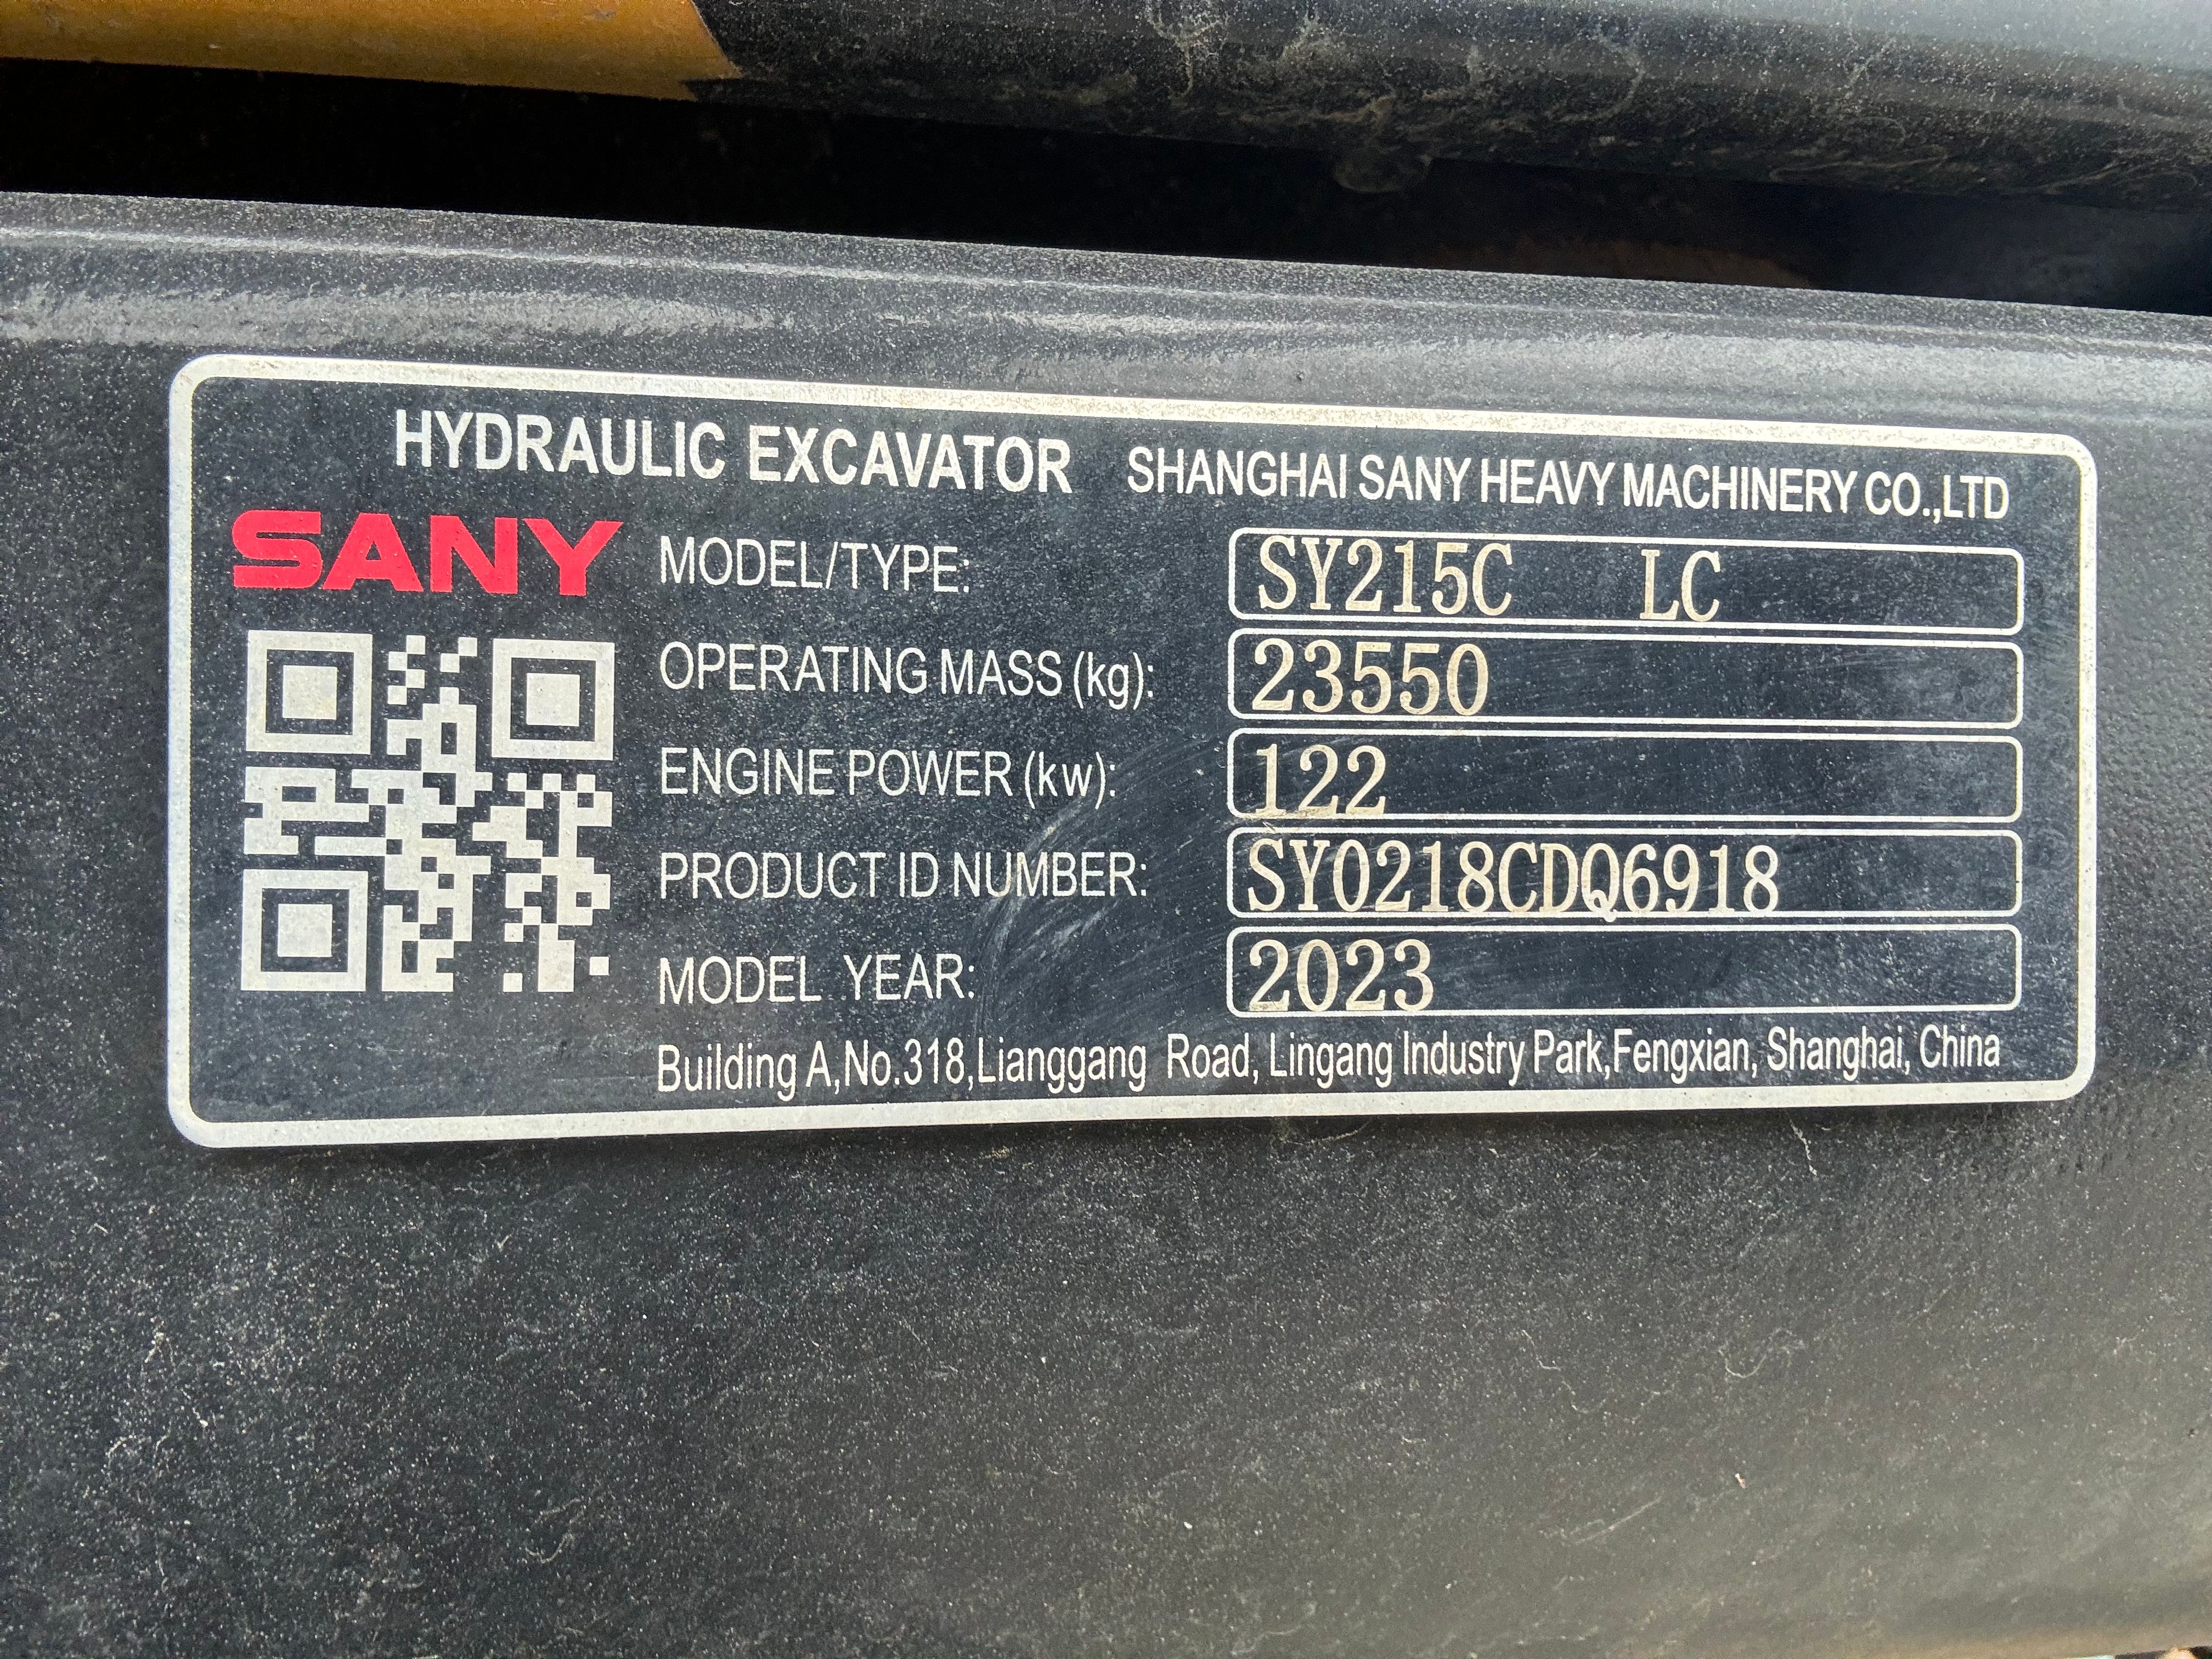 HYDRAULIC EXCAVATOR SHANGHAI SANY HEAVY MACHINERY CO.,LTD
SANY
MODEL/TYPE: SY215C LC
OPERATING MASS (kg): 23550
ENGINE POWER (kw): 122
PRODUCT ID NUMBER: SY0218CDQ6918
MODEL YEAR: 2023
Building A,No.318,Lianggang Road, Lingang Industry Park,Fengxian, Shanghai, China